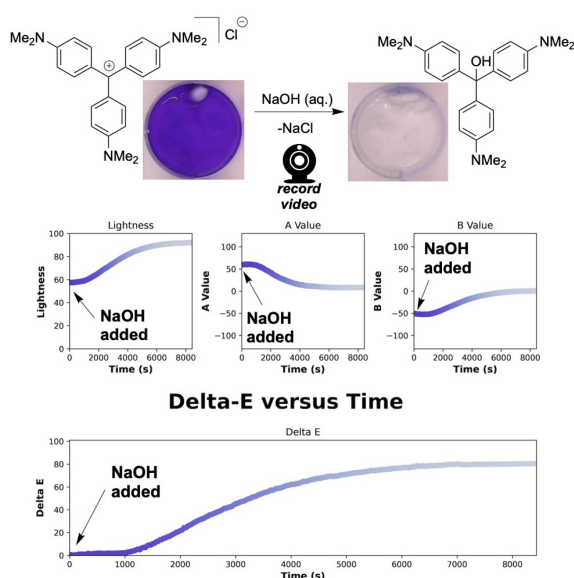 Me₂N
NMe₂
Cl⊖
⊕
NMe₂
NaOH (aq.)
-NaCl
record
video
Me₂N
OH
NMe₂
NMe₂
Lightness
Lightness
100
80
60
40
20
0
NaOH
added
0 2000 4000 6000 8000
Time (s)
A Value
A Value
100
50
0
−50
−100
NaOH
added
0 2000 4000 6000 8000
Time (s)
B Value
B Value
100
50
0
−50
−100
NaOH
added
0 2000 4000 6000 8000
Time (s)
Delta-E versus Time
Delta E
Delta E
100
80
60
40
20
0
NaOH
added
0 1000 2000 3000 4000 5000 6000 7000 8000
Time (s)